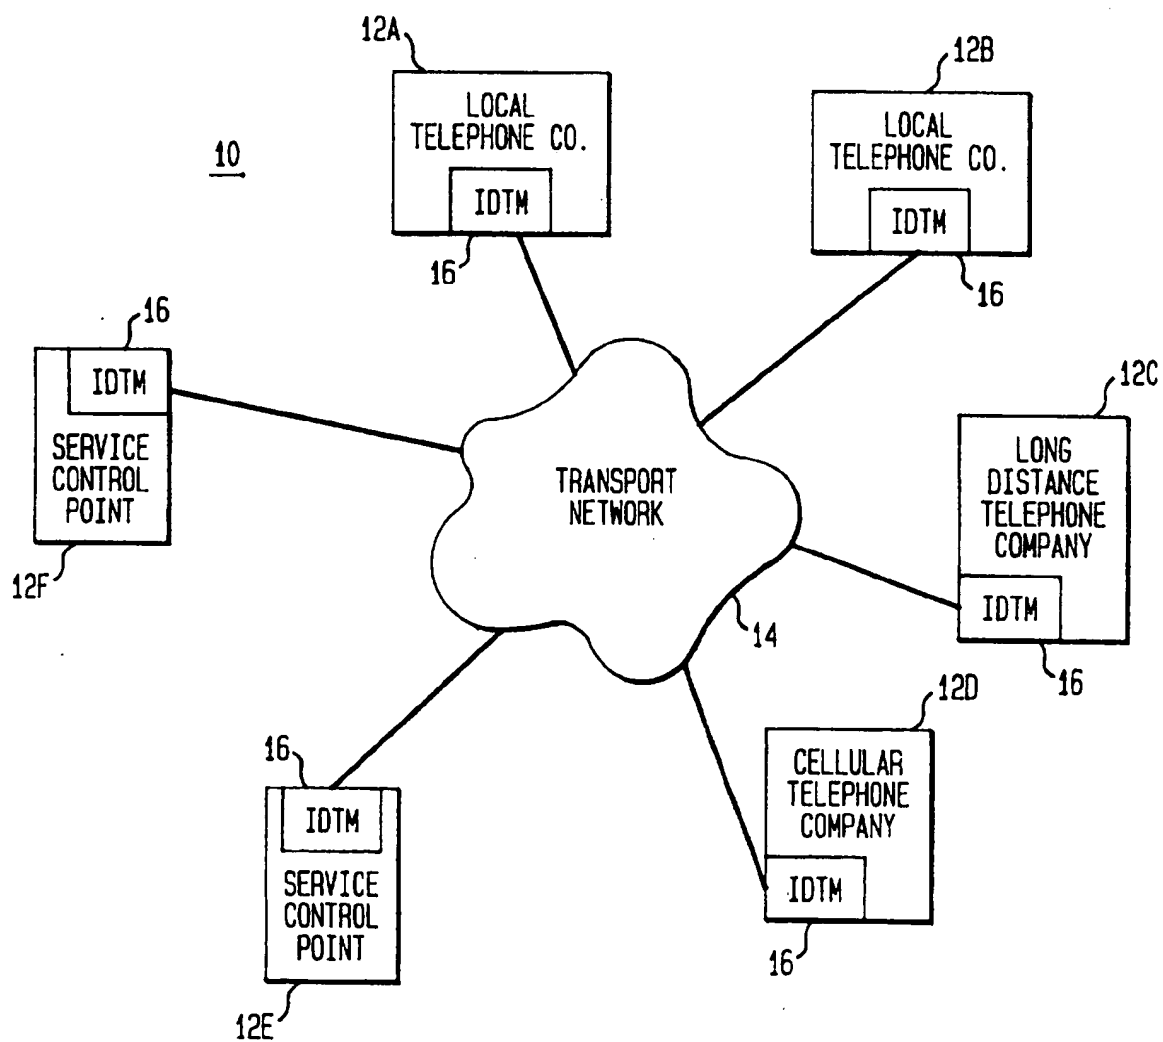 12A
LOCAL
TELEPHONE CO.
IDTM
16
12B
LOCAL
TELEPHONE CO.
IDTM
16
10
16
IDTM
SERVICE
CONTROL
POINT
12F
TRANSPORT
NETWORK
14
12C
LONG
DISTANCE
TELEPHONE
COMPANY
IDTM
16
12D
CELLULAR
TELEPHONE
COMPANY
IDTM
16
16
IDTM
SERVICE
CONTROL
POINT
12E